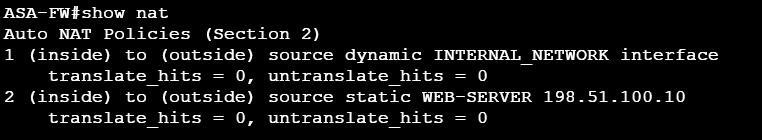 ASA-FW#show nat
Auto NAT Policies (Section 2)
1 (inside) to (outside) source dynamic INTERNAL_NETWORK interface
    translate_hits = 0, untranslate_hits = 0
2 (inside) to (outside) source static WEB-SERVER 198.51.100.10
    translate_hits = 0, untranslate_hits = 0